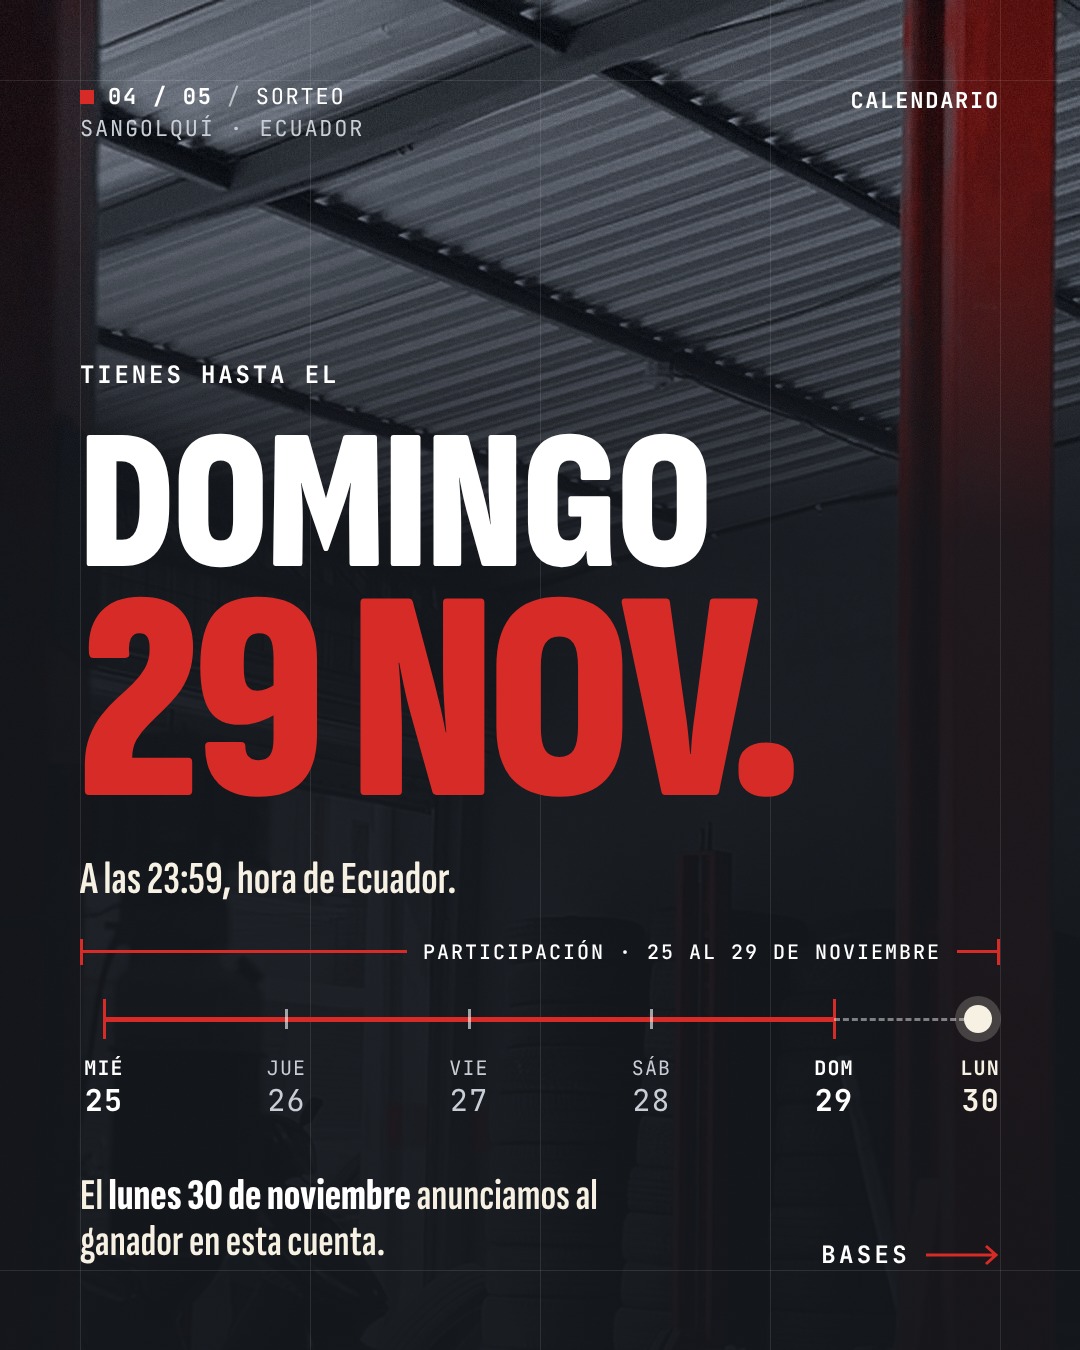 04 / 05 / SORTEO
SANGOLQUÍ · ECUADOR
CALENDARIO
TIENES HASTA EL
DOMINGO
29 NOV.
A las 23:59, hora de Ecuador.
PARTICIPACIÓN · 25 AL 29 DE NOVIEMBRE
MIÉ JUE VIE SÁB DOM LUN
25 26 27 28 29 30
El lunes 30 de noviembre anunciamos al
ganador en esta cuenta.
BASES